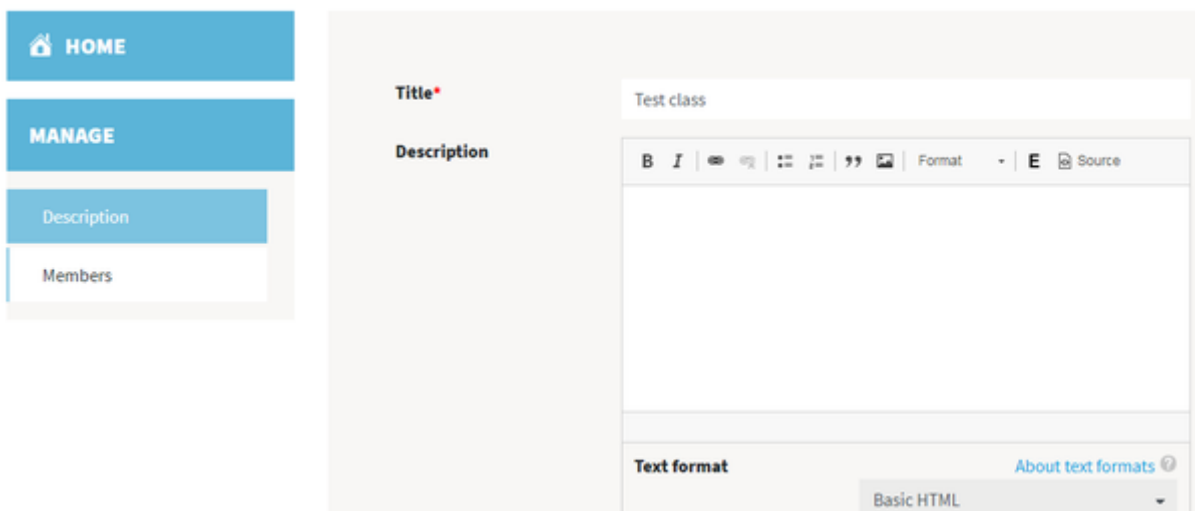 HOME
MANAGE
Description
Members
Title*
Test class
Description
B I Format E Source
Text format
About text formats ?
Basic HTML